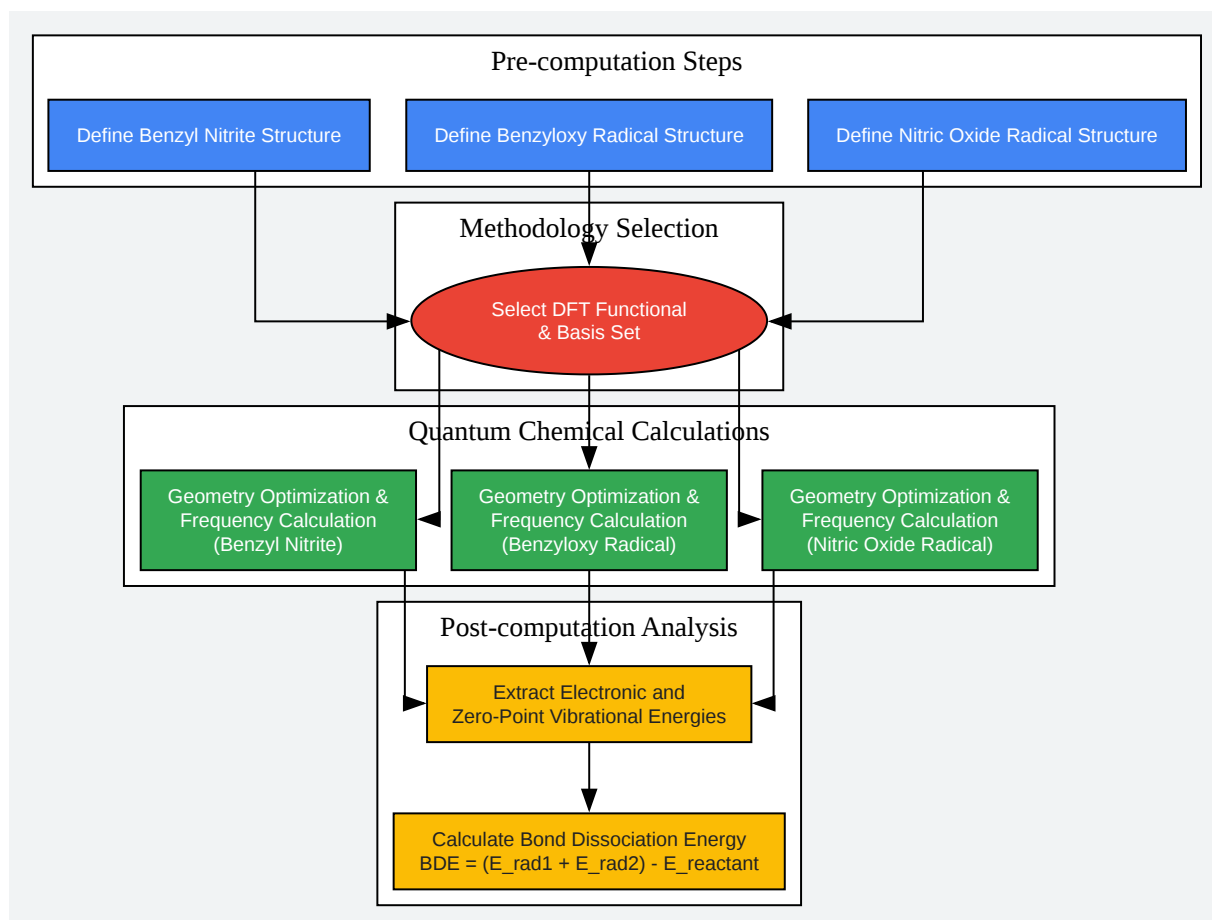 Pre-computation Steps
Define Benzyl Nitrite Structure
Define Benzyloxy Radical Structure
Define Nitric Oxide Radical Structure
Methodology Selection
Select DFT Functional
& Basis Set
Quantum Chemical Calculations
Geometry Optimization &
Frequency Calculation
(Benzyl Nitrite)
Geometry Optimization &
Frequency Calculation
(Benzyloxy Radical)
Geometry Optimization &
Frequency Calculation
(Nitric Oxide Radical)
Post-computation Analysis
Extract Electronic and
Zero-Point Vibrational Energies
Calculate Bond Dissociation Energy
BDE = (E_rad1 + E_rad2) - E_reactant